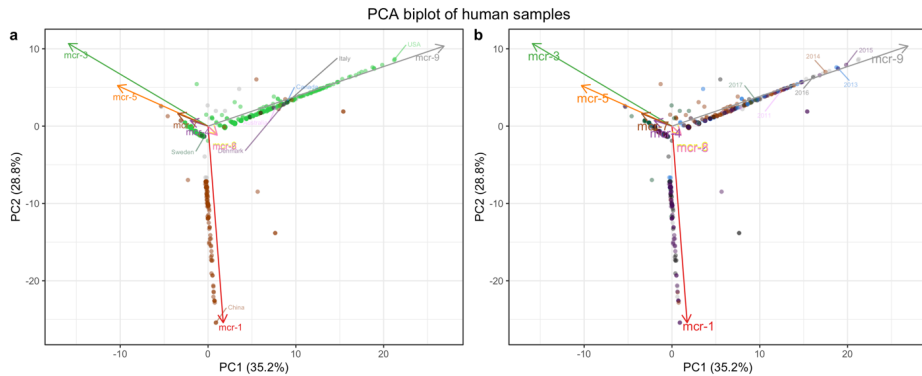 PCA biplot of human samples
a
b
10
0
-10
-20
PC2 (28.8%)
mcr-3
mcr-5
mcr-8
mcr-9
mcr-1
USA
Italy
Canada
Sweden
Denmark
China
-10
0
10
20
PC1 (35.2%)
10
0
-10
-20
PC2 (28.8%)
mcr-3
mcr-5
mcr-4
mcr-8
mcr-9
mcr-1
2014
2015
2013
2017
2016
-10
0
10
20
PC1 (35.2%)